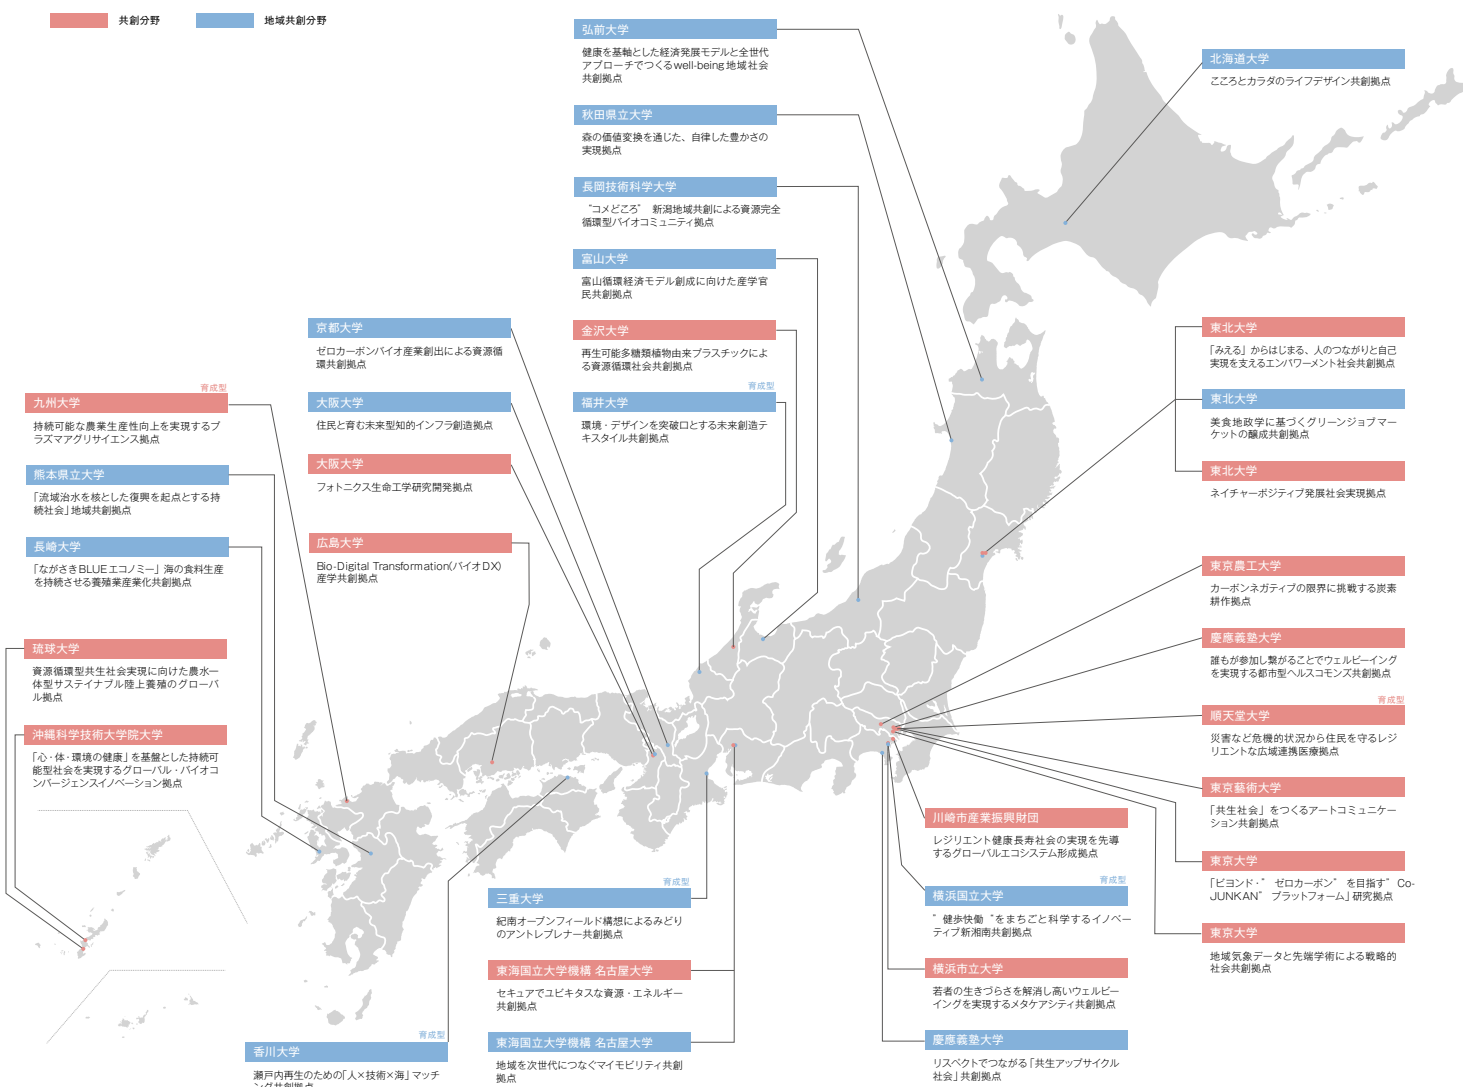 共創分野
地域共創分野
弘前大学
健康を基軸とした経済発展モデルと全世代
アプローチでつくるwell-being地域社会
共創拠点
秋田県立大学
森の価値変換を通じた、自律した豊かさの
実現拠点
長岡技術科学大学
“コメどころ” 新潟地域共創による資源完全
循環型バイオコミュニティ拠点
富山大学
富山循環経済モデル創成に向けた産学官
民共創拠点
金沢大学
再生可能多糖類植物由来プラスチックによ
る資源循環社会共創拠点
育成型
福井大学
環境・デザインを突破口とする未来創造テ
キスタイル共創拠点
京都大学
ゼロカーボンバイオ産業創出による資源循
環共創拠点
大阪大学
住民と育む未来型知的インフラ創造拠点
大阪大学
フォトニクス生命工学研究開発拠点
広島大学
Bio-Digital Transformation(バイオDX)
産学共創拠点
育成型
九州大学
持続可能な農業生産性向上を実現するプ
ラズマアグリサイエンス拠点
熊本県立大学
「流域治水を核とした復興を起点とする持
続社会」地域共創拠点
長崎大学
「ながさきBLUEエコノミー」海の食料生産
を持続させる養殖業産業化共創拠点
琉球大学
資源循環型共生社会実現に向けた農水一
体型サステイナブル陸上養殖のグローバ
ル拠点
沖縄科学技術大学院大学
「心・体・環境の健康」を基盤とした持続可
能型社会を実現するグローバル・バイオコ
ンバージェンスイノベーション拠点
育成型
香川大学
瀬戸内再生のための「人×技術×海」マッチ
ング共創拠点
育成型
三重大学
紀南オープンフィールド構想によるみどり
のアントレプレナー共創拠点
東海国立大学機構 名古屋大学
セキュアでユビキタスな資源・エネルギー
共創拠点
東海国立大学機構 名古屋大学
地域を次世代につなぐマイモビリティ共創
拠点
北海道大学
こころとカラダのライフデザイン共創拠点
東北大学
「みえる」からはじまる、人のつながりと自己
実現を支えるエンパワーメント社会共創拠点
東北大学
美食地政学に基づくグリーンジョブマー
ケットの醸成共創拠点
東北大学
ネイチャーポジティブ発展社会実現拠点
東京農工大学
カーボンネガティブの限界に挑戦する炭素
耕作拠点
慶應義塾大学
誰もが参加し繋がることでウェルビーイング
を実現する都市型ヘルスコモンズ共創拠点
育成型
順天堂大学
災害など危機的状況から住民を守るレジ
リエントな広域連携医療拠点
東京藝術大学
「共生社会」をつくるアートコミュニケー
ション共創拠点
東京大学
「ビヨンド・“ ゼロカーボン” を目指す“ Co-
JUNKAN” プラットフォーム」研究拠点
東京大学
地域気象データと先端学術による戦略的
社会共創拠点
川崎市産業振興財団
レジリエント健康長寿社会の実現を先導
するグローバルエコシステム形成拠点
育成型
横浜国立大学
“健歩快働“をまちごと科学するイノベー
ティブ新湘南共創拠点
横浜市立大学
若者の生きづらさを解消し高いウェルビー
イングを実現するメタケアシティ共創拠点
慶應義塾大学
リスペクトでつながる「共生アップサイクル
社会」共創拠点